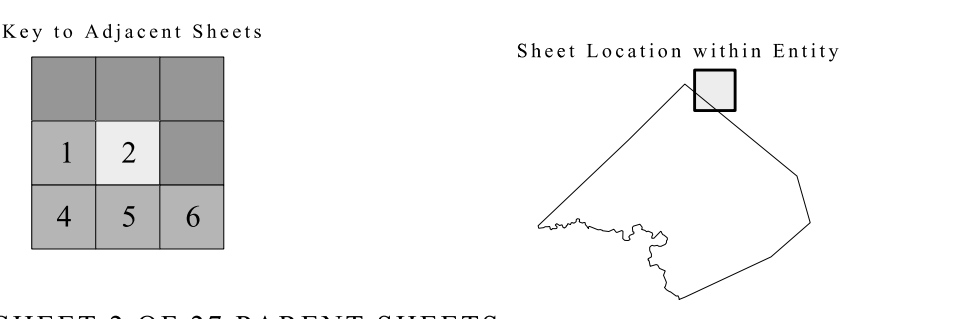 Key to Adjacent Sheets
Sheet Location within Entity
1 2
4 5 6
SHEET 2 OF 27 PARENT SHEETS